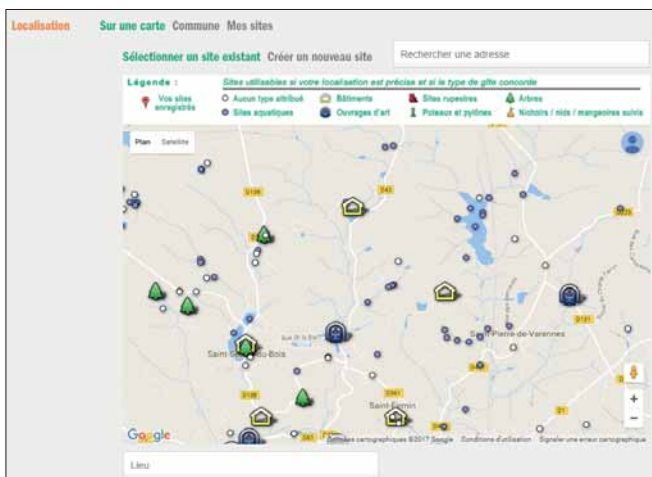 Localisation Sur une carte Commune Mes sites
Sélectionner un site existant Créer un nouveau site Rechercher une adresse
Légende : Sites utilisables si votre localisation est précise et si le type de gîte concorde
Vos sites enregistrés
Aucun type attribué Bâtiments Sites rupestres Arbres
Sites aquatiques Ouvrages d'art Poteaux et pylônes Nichoirs / nids / mangeoires suivis
Plan Satellite
D138
D43
Saint-Pierre-de-Varennes
D131
Saint-Firmin
D138
D61
D1
Google
Données cartographiques ©2017 Google Conditions d'utilisation Signaler une erreur cartographique
Lieu